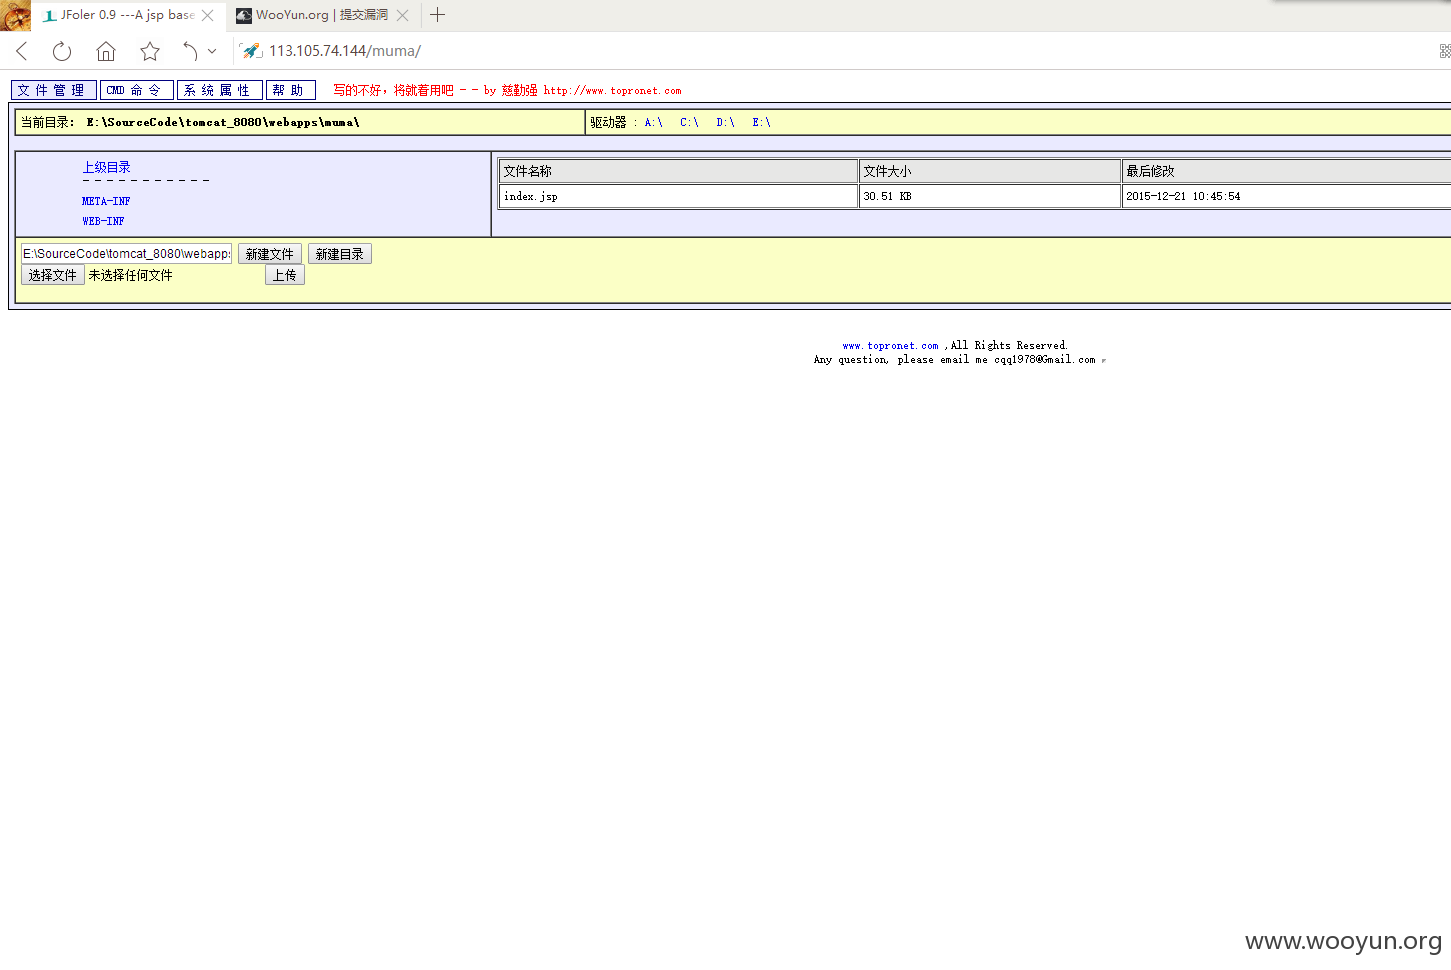 JFoler 0.9 ---A jsp base
WooYun.org | 提交漏洞
113.105.74.144/muma/
文件管理 CMD 命令 系统属性 帮助 写的不好，将就着用吧 - - by 慈勤强 http://www.topronet.com
当前目录: E:\SourceCode\tomcat_8080\webapps\muma\ 驱动器 : A:\ C:\ D:\ E:\
上级目录
- - - - - - - - - - -
META-INF
WEB-INF
文件名称 文件大小 最后修改
index.jsp 30.51 KB 2015-12-21 10:45:54
E:\SourceCode\tomcat_8080\webapps 新建文件 新建目录
选择文件 未选择任何文件 上传
www.topronet.com ,All Rights Reserved.
Any question, please email me cqq1978@Gmail.com
www.wooyun.org